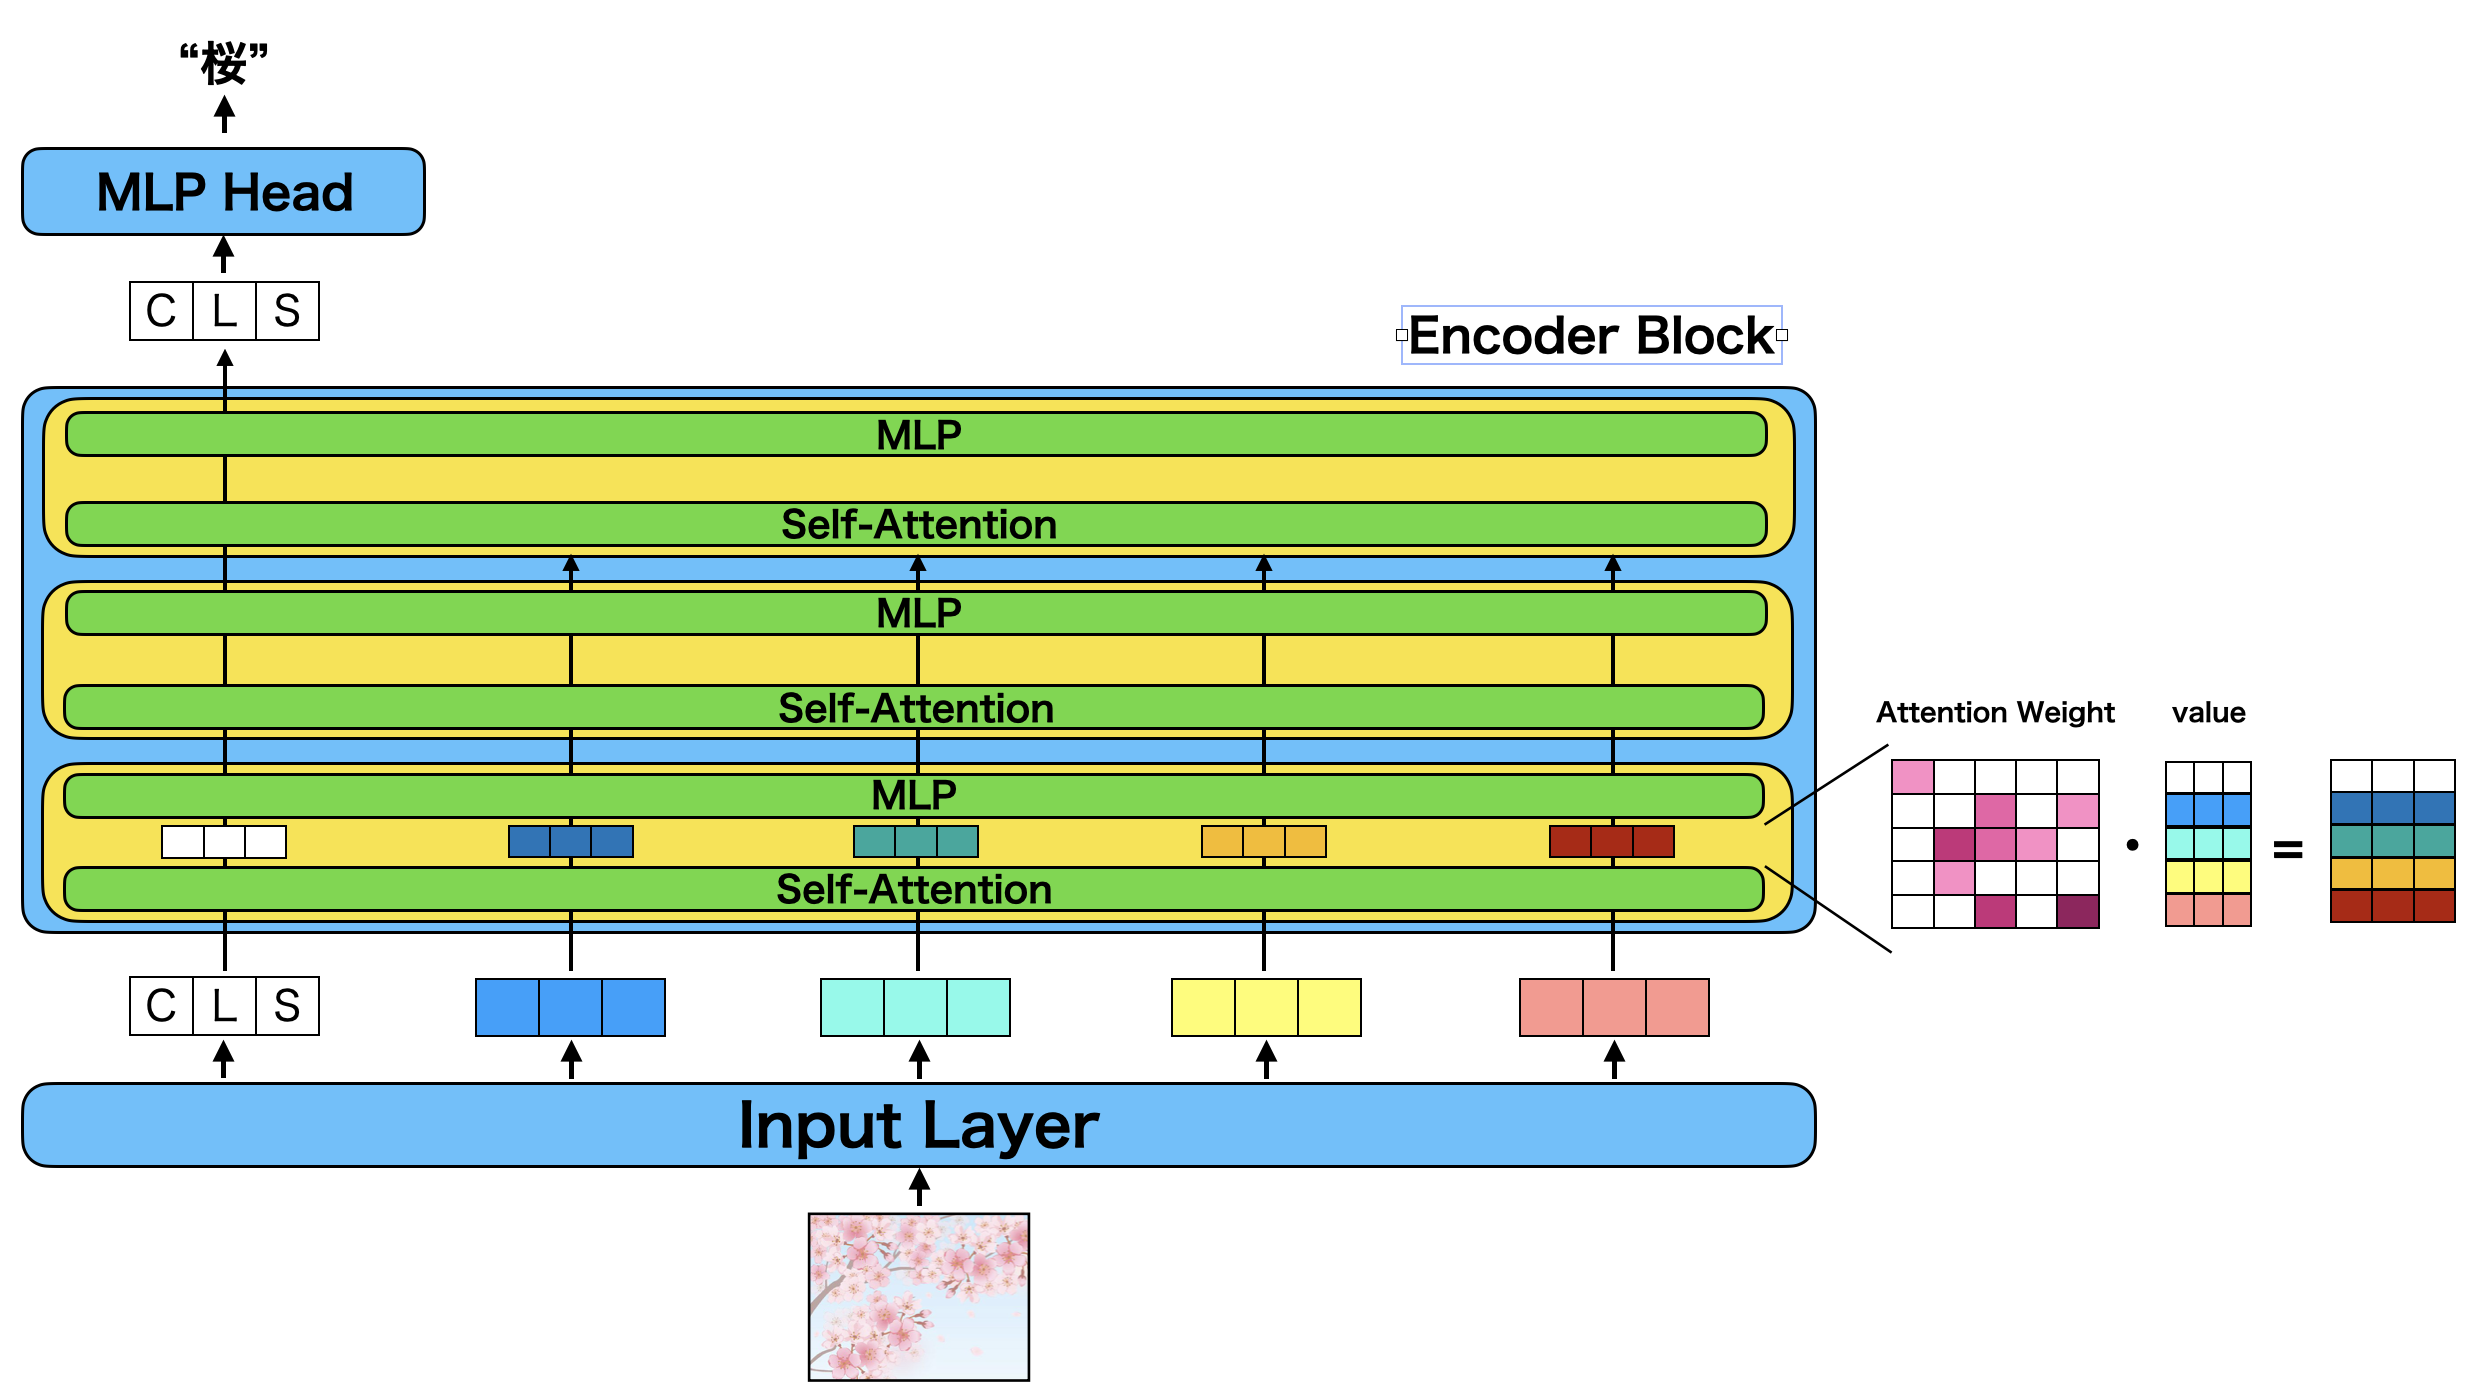 “桜”
MLP Head
C L S
Encoder Block
MLP
Self-Attention
MLP
Self-Attention
MLP
Self-Attention
Attention Weight value
・ =
C L S
Input Layer